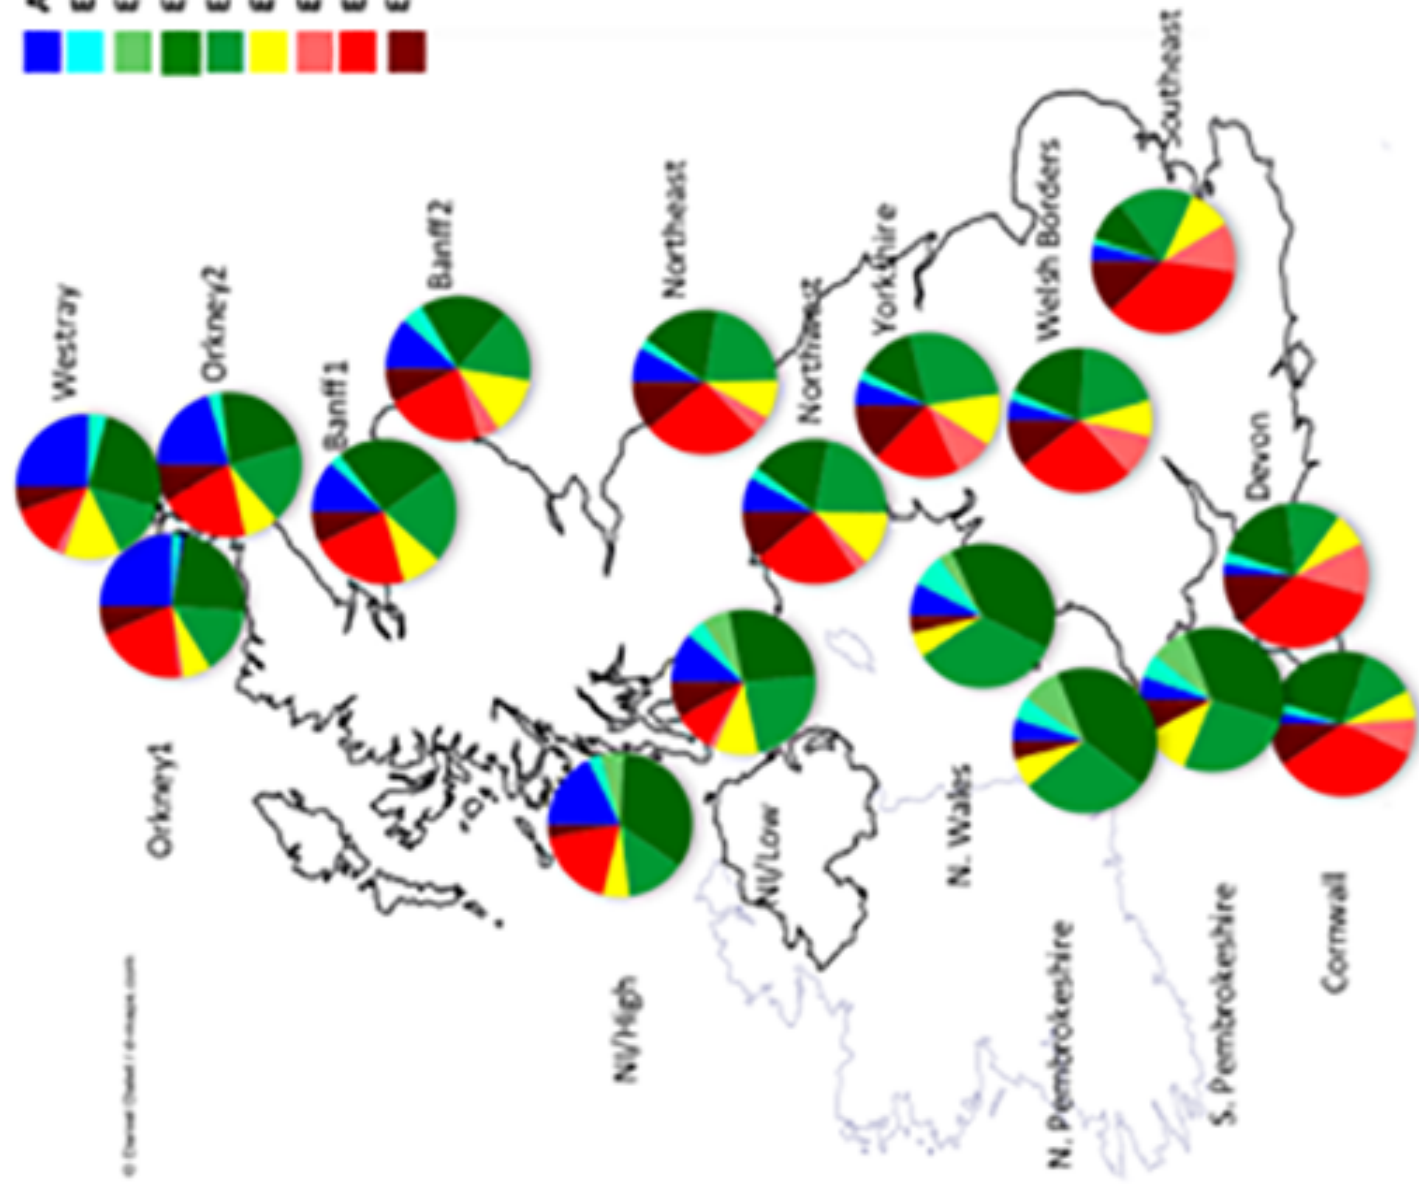 Westray
Orkney2
Orkney1
Banff1
Banff2
Northeast
Northwest
Yorkshire
Welsh Borders
Southeast
NI/High
NI/Low
N. Wales
N. Pembrokeshire
S. Pembrokeshire
Devon
Cornwall